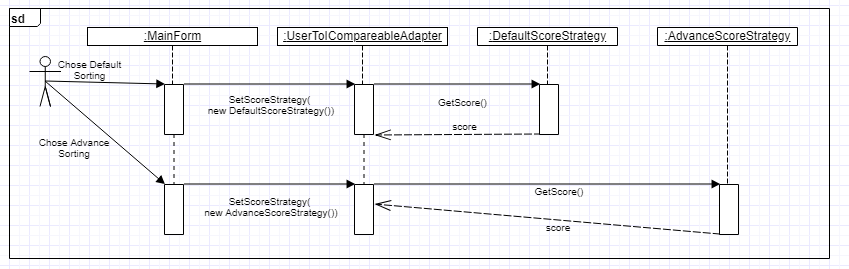 sd
:MainForm
:UserToICompareableAdapter
:DefaultScoreStrategy
:AdvanceScoreStrategy
Chose Default
Sorting
SetScoreStrategy(
new DefaultScoreStrategy())
GetScore()
score
Chose Advance
Sorting
SetScoreStrategy(
new AdvanceScoreStrategy())
GetScore()
score